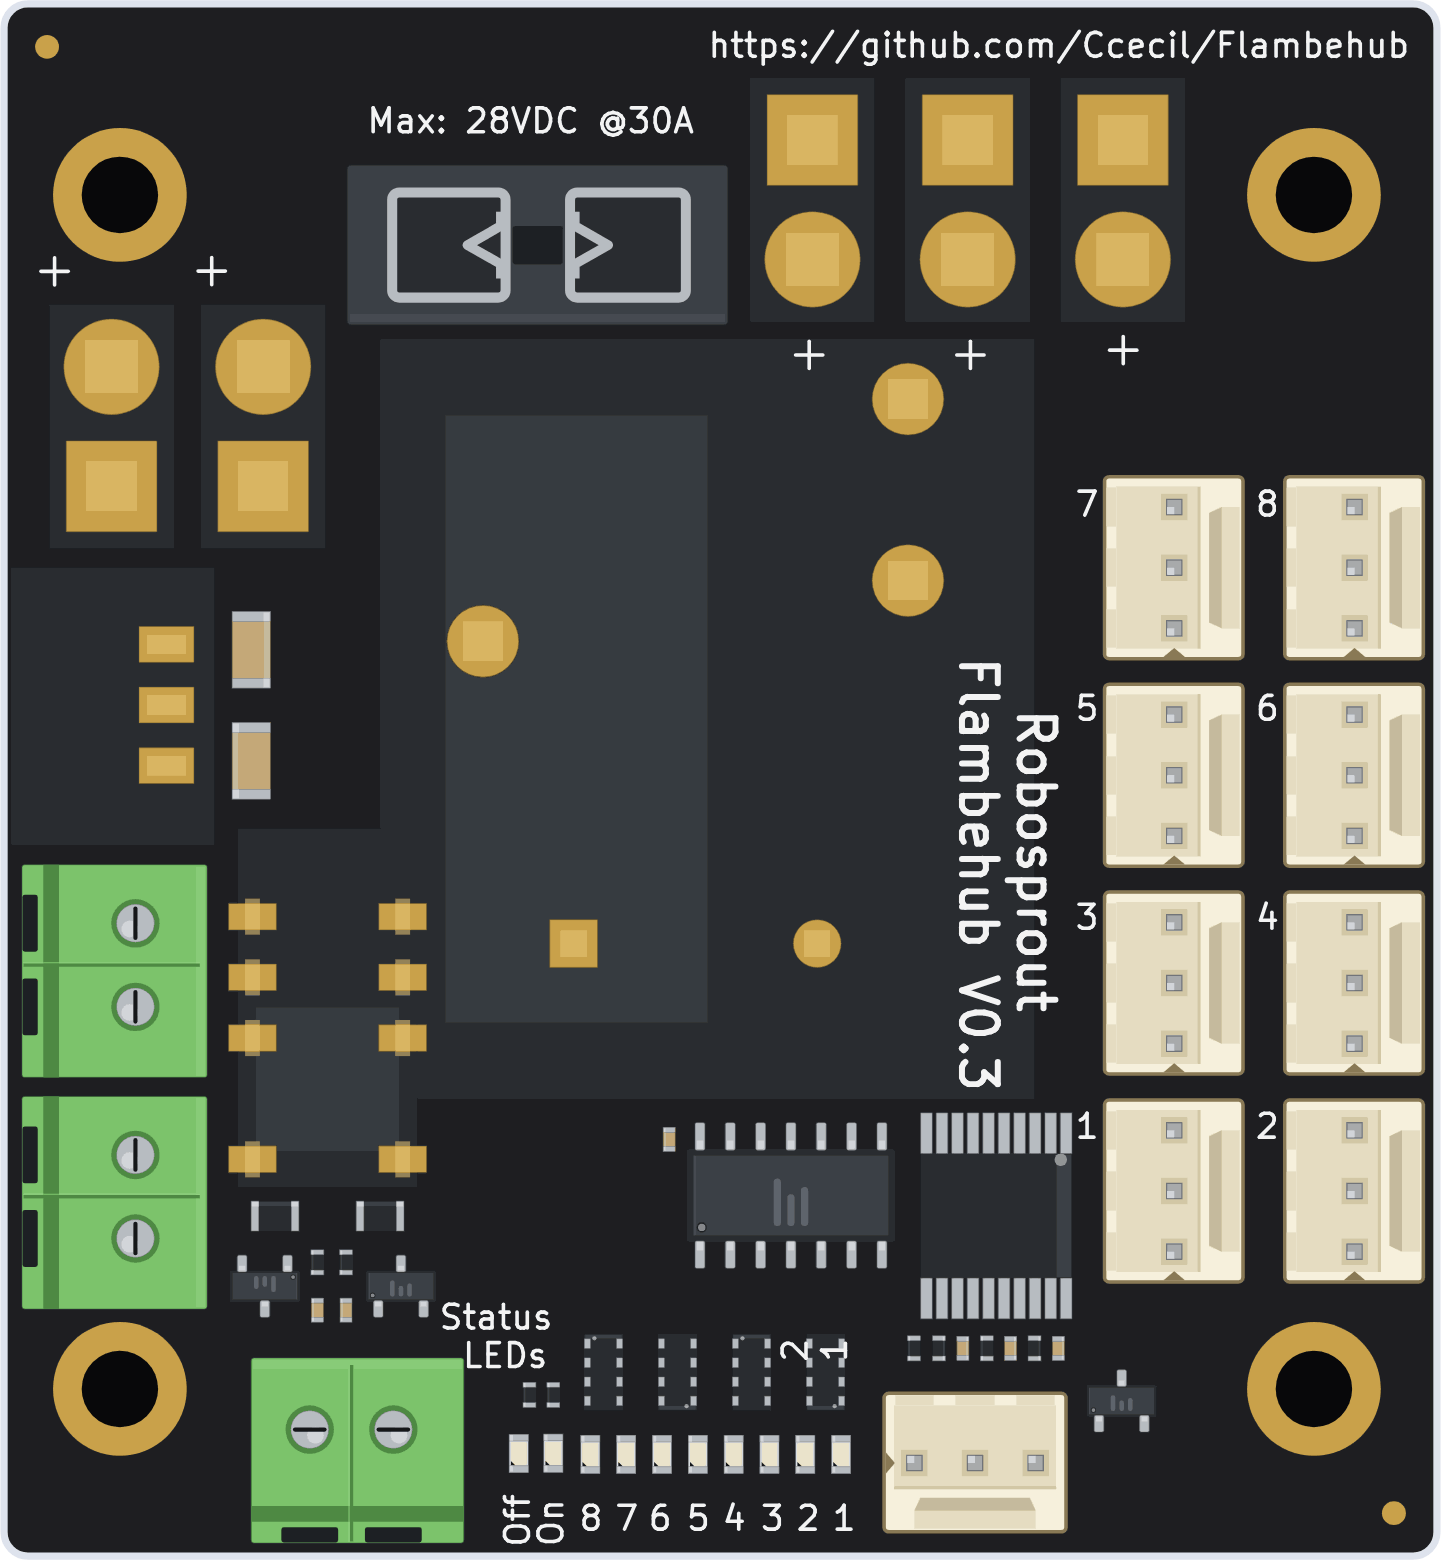 https://github.com/Ccecil/Flambehub
Max: 28VDC @30A
+ +
+ + +
7 8
Robosprout
Flambehub V0.3
5 6
3 4
1 2
Status
LEDs
2 1
Off On 8 7 6 5 4 3 2 1